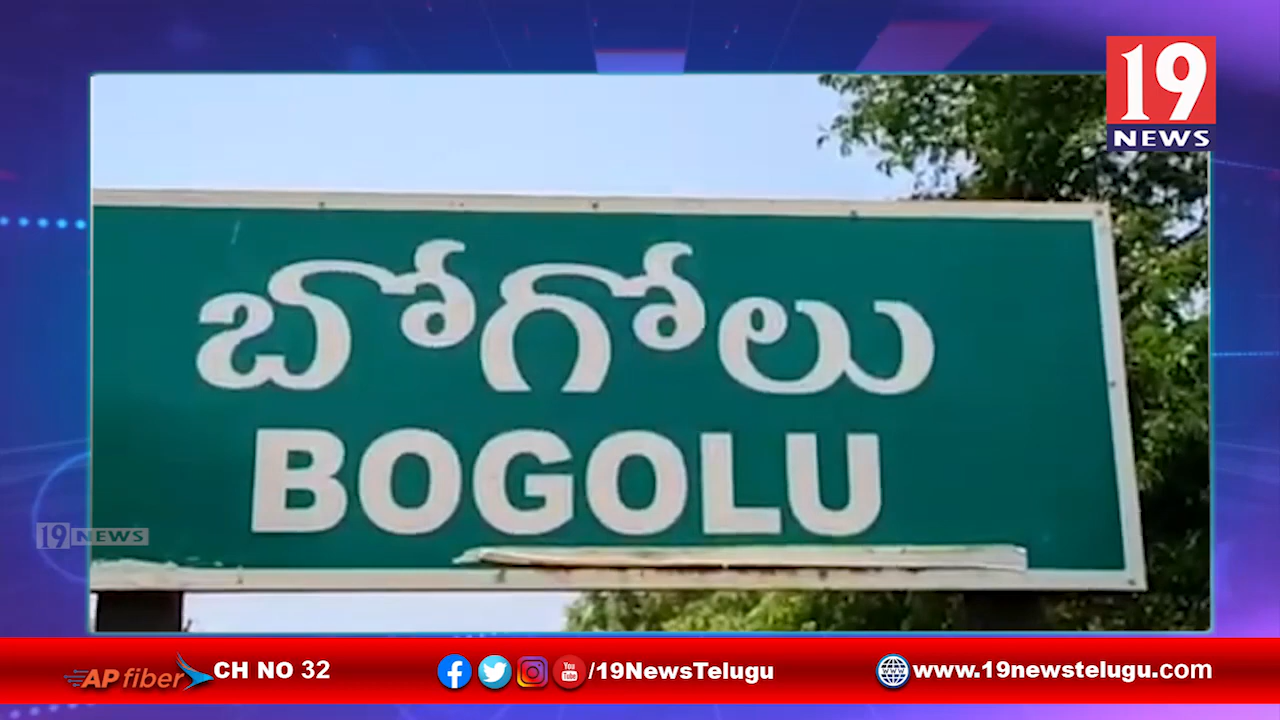 19
NEWS
బోగోలు
BOGOLU
19 NEWS
AP fiber CH NO 32
/19NewsTelugu
www.19newstelugu.com